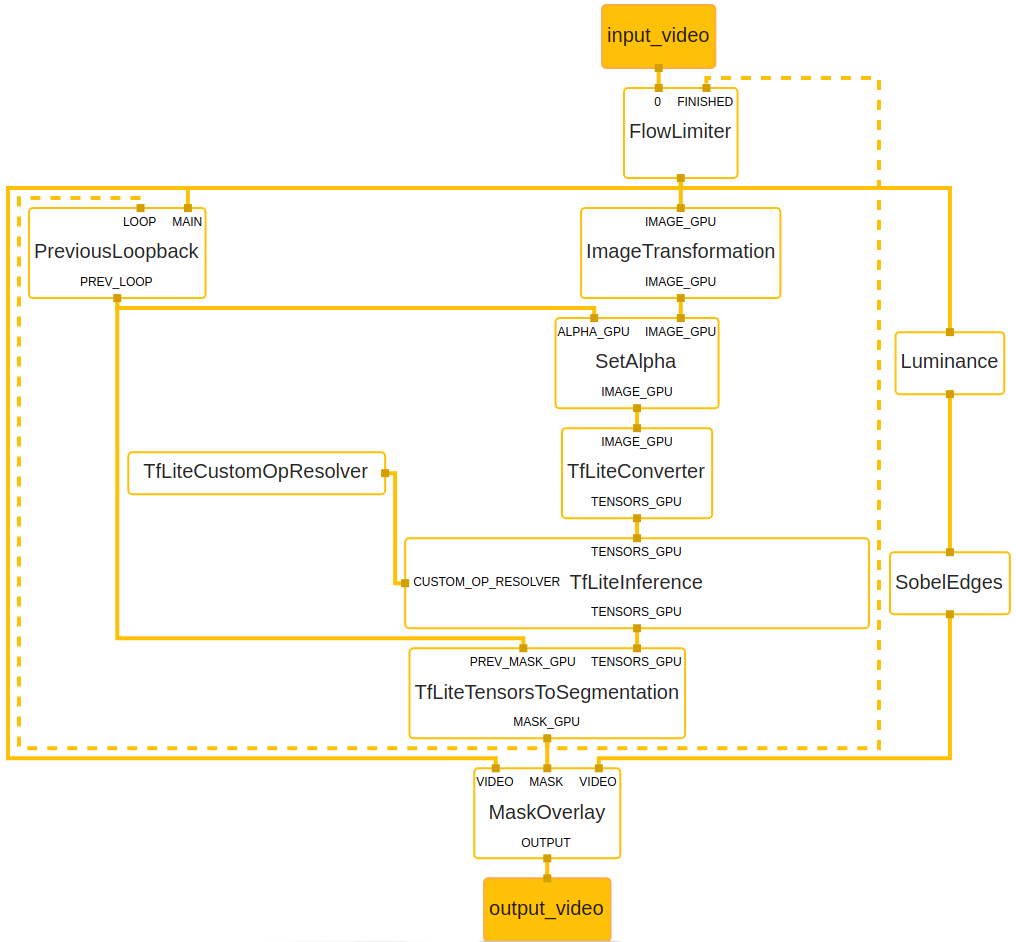 input_video
0 FINISHED
FlowLimiter
LOOP MAIN
PreviousLoopback
PREV_LOOP
IMAGE_GPU
ImageTransformation
IMAGE_GPU
ALPHA_GPU IMAGE_GPU
SetAlpha
IMAGE_GPU
Luminance
IMAGE_GPU
TfLiteConverter
TENSORS_GPU
TfLiteCustomOpResolver
TENSORS_GPU
CUSTOM_OP_RESOLVER TfLiteInference
TENSORS_GPU
SobelEdges
PREV_MASK_GPU TENSORS_GPU
TfLiteTensorsToSegmentation
MASK_GPU
VIDEO MASK VIDEO
MaskOverlay
OUTPUT
output_video